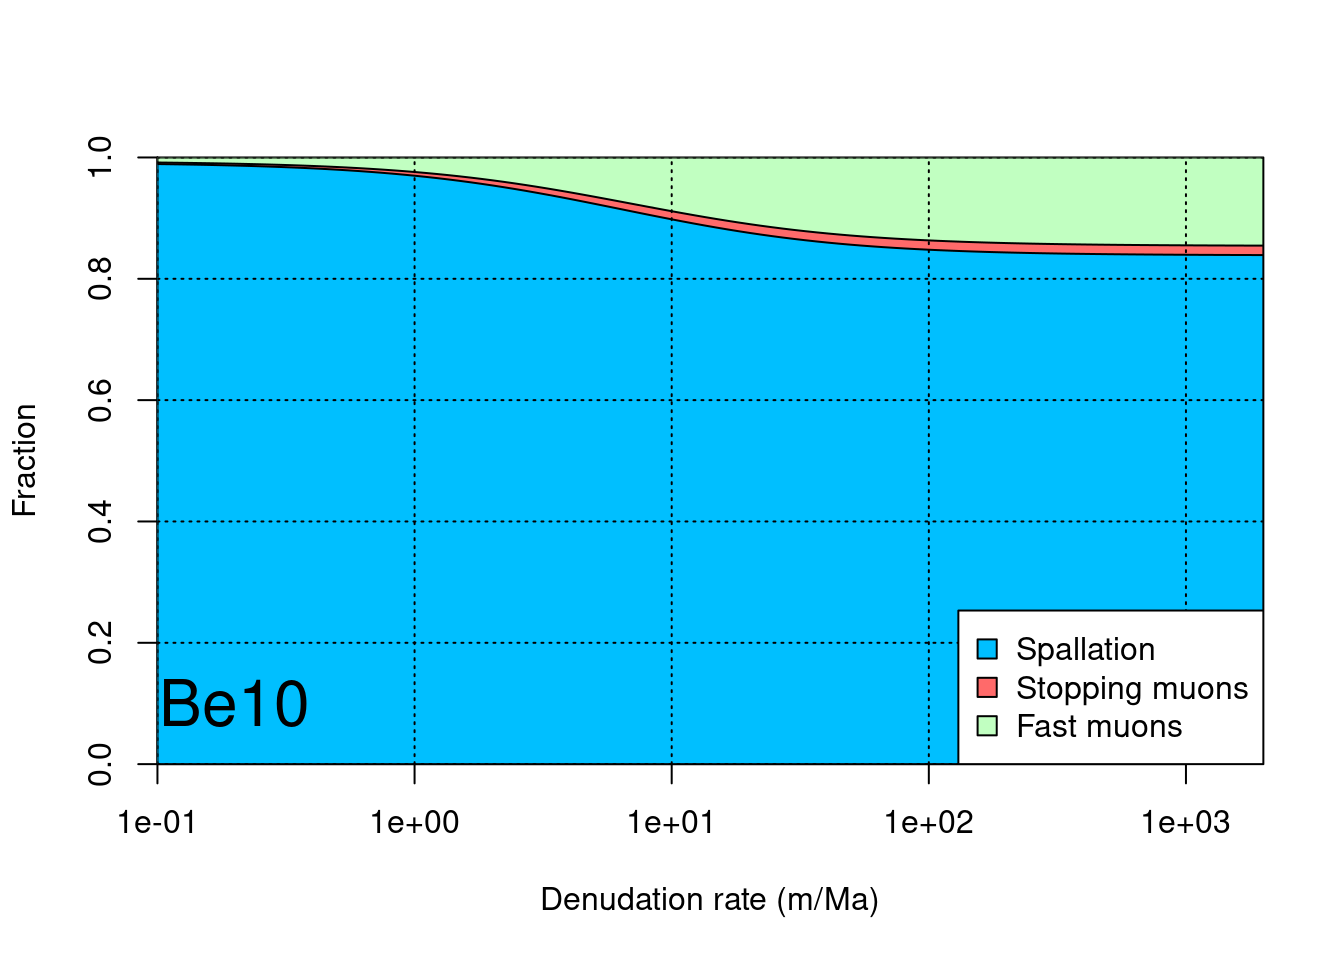 1.0
0.8
0.6
0.4
0.2
0.0
Fraction
Be10
Spallation
Stopping muons
Fast muons
1e-01 1e+00 1e+01 1e+02 1e+03
Denudation rate (m/Ma)